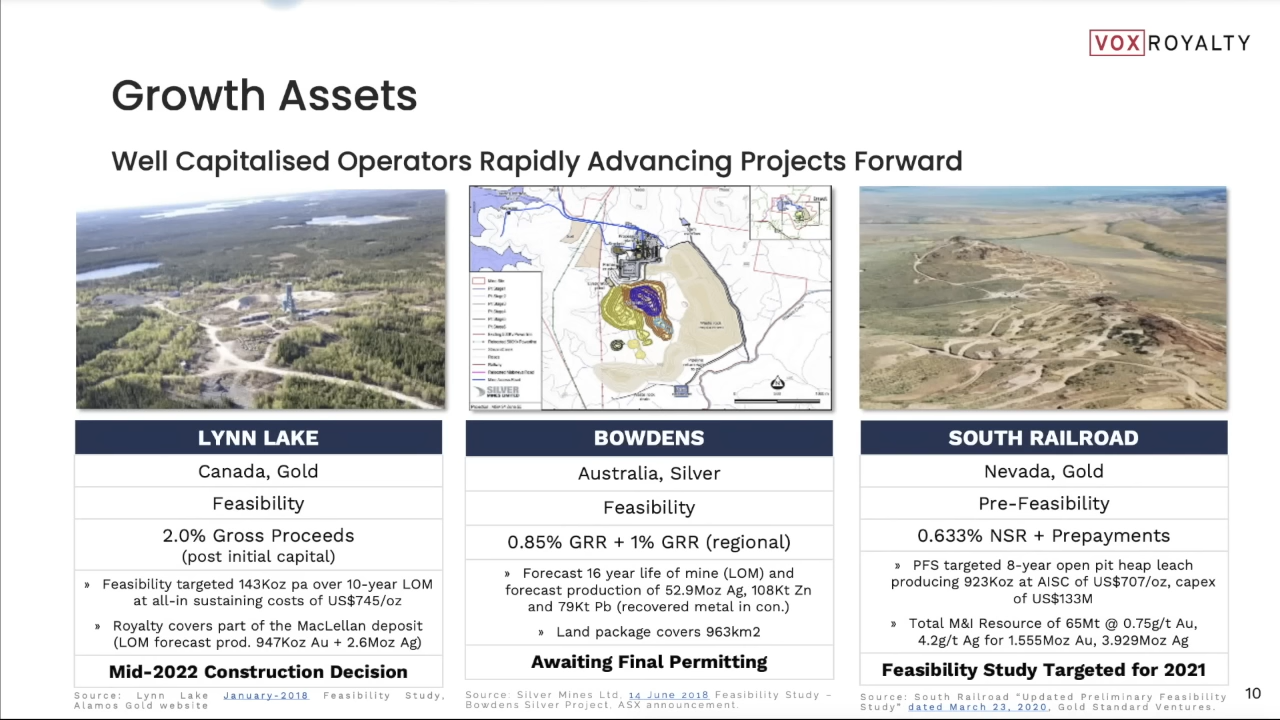 VOX ROYALTY
Growth Assets
Well Capitalised Operators Rapidly Advancing Projects Forward
SILVER
LYNN LAKE
Canada, Gold
Feasibility
2.0% Gross Proceeds
(post initial capital)
» Feasibility targeted 143Koz pa over 10-year LOM
at all-in sustaining costs of US$745/oz
» Royalty covers part of the MacLellan deposit
(LOM forecast prod. 947Koz Au + 2.6Moz Ag)
Mid-2022 Construction Decision
Source: Lynn Lake January-2018 Feasibility Study,
Alamos Gold website
BOWDENS
Australia, Silver
Feasibility
0.85% GRR + 1% GRR (regional)
» Forecast 16 year life of mine (LOM) and
forecast production of 52.9Moz Ag, 108Kt Zn
and 79Kt Pb (recovered metal in con.)
» Land package covers 963km2
Awaiting Final Permitting
Source: Silver Mines Ltd. 14 June 2018 Feasibility Study –
Bowdens Silver Project. ASX announcement.
SOUTH RAILROAD
Nevada, Gold
Pre-Feasibility
0.633% NSR + Prepayments
» PFS targeted 8-year open pit heap leach
producing 923Koz at AISC of US$707/oz, capex
of US$133M
» Total M&I Resource of 65Mt @ 0.75g/t Au,
4.2g/t Ag for 1.555Moz Au, 3.929Moz Ag
Feasibility Study Targeted for 2021
Source: South Railroad "Updated Preliminary Feasibility
Study" dated March 23, 2020, Gold Standard Ventures.
10